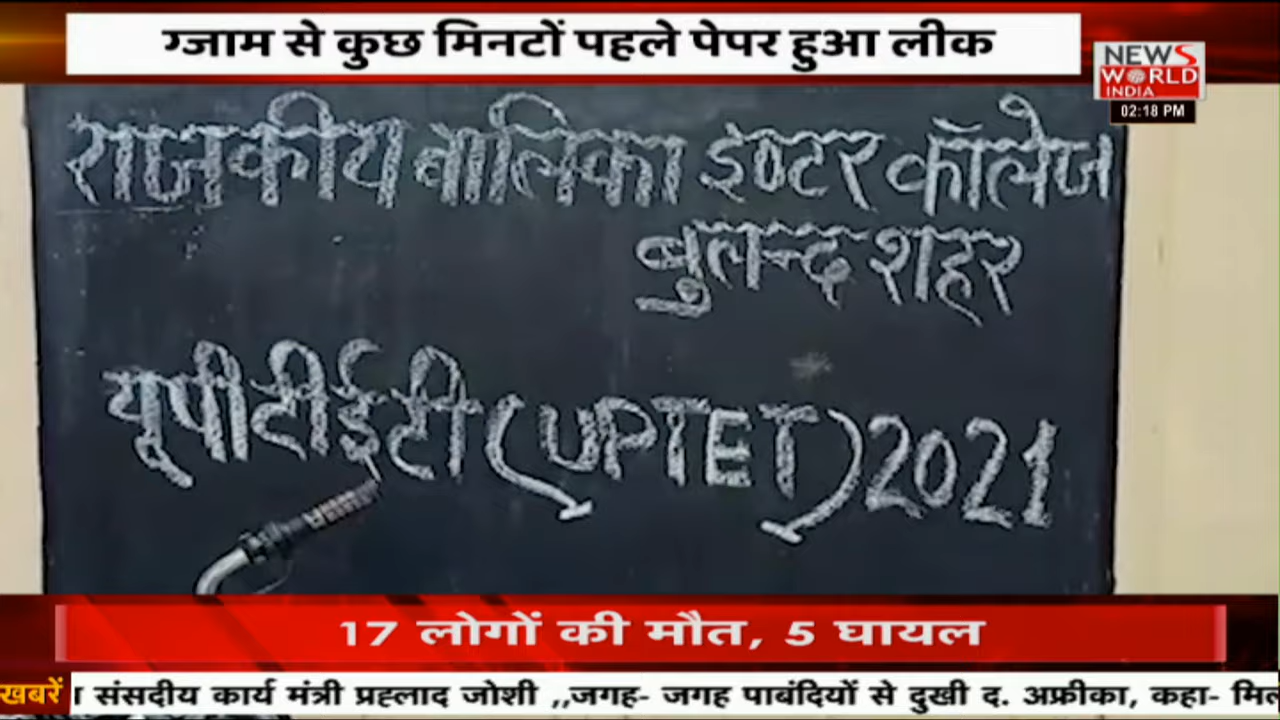 ग्जाम से कुछ मिनटों पहले पेपर हुआ लीक
NEWS
WORLD
INDIA
02:18 PM
राजकीय बालिका इण्टर कॉलेज
बुलन्दशहर
यूपीटीईटी (UPTET) 2021
17 लोगों की मौत, 5 घायल
खबरें संसदीय कार्य मंत्री प्रह्लाद जोशी ,,जगह- जगह पाबंदियों से दुखी द. अफ्रीका, कहा-